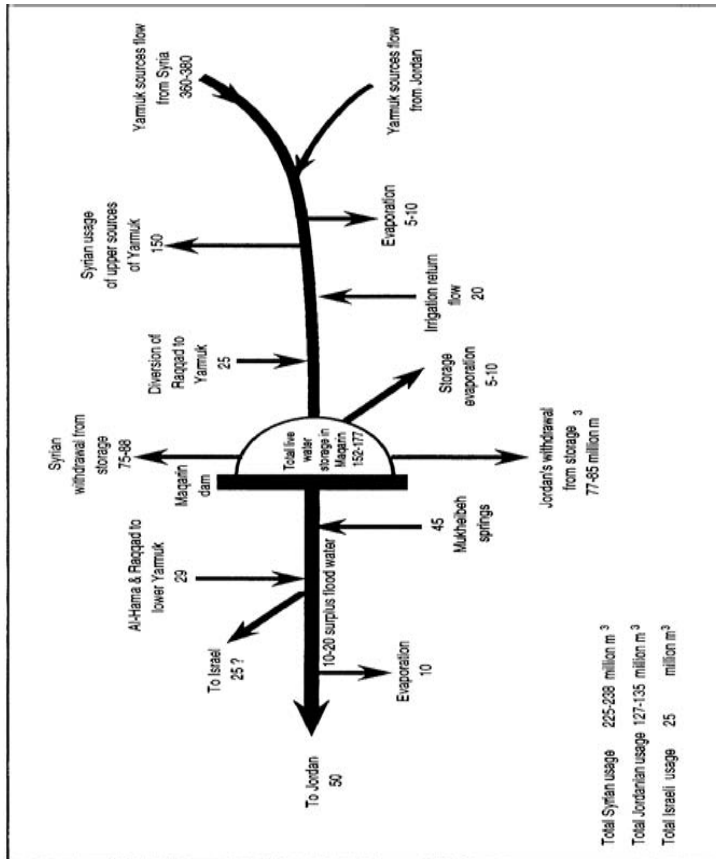 Yarmuk sources flow
from Syria
360-380
Yarmuk sources flow
from Jordan
Syrian usage
of upper sources
of Yarmuk
150
Evaporation
5-10
Irrigation return
flow
20
Diversion of
Raqqad to
Yarmuk
25
Storage
evaporation
5-10
Syrian
withdrawal from
storage
75-88
Maqarin
dam
Total live
water
storage in
Maqarin
152-177
Jordan's withdrawal
from storage 3
77-85 million m
Al-Hama & Raqqad to
lower Yarmuk
29
45
Mukheibeh
springs
10-20 surplus flood water
To Israel
25 ?
Evaporation
10
To Jordan
50
Total Syrian usage 225-238 million m 3
Total Jordanian usage 127-135 million m 3
Total Israeli usage 25 million m 3